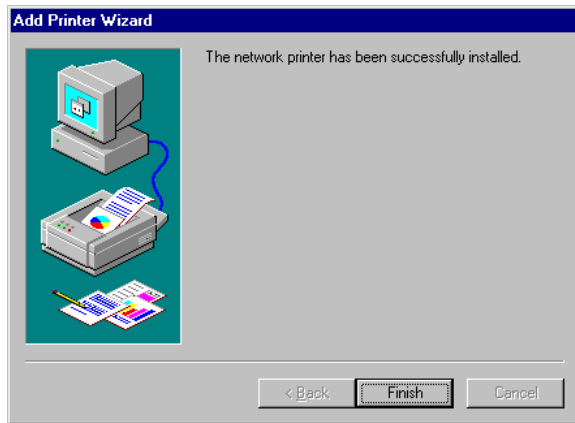 Add Printer Wizard
The network printer has been successfully installed.
< Back
Finish
Cancel